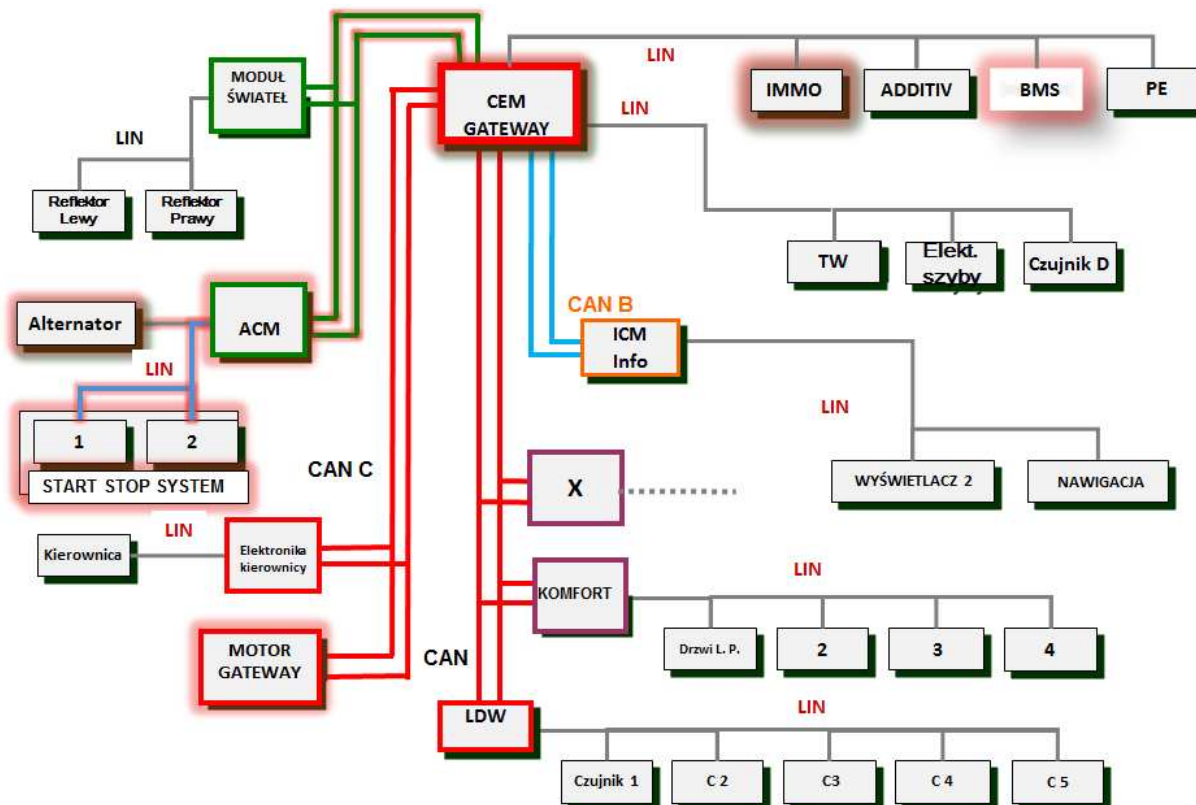 MODUŁ
ŚWIATEŁ
CEM
GATEWAY
LIN
IMMO
ADDITIV
BMS
PE
LIN
LIN
Reflektor
Lewy
Reflektor
Prawy
TW
Elekt.
szyby
Czujnik D
Alternator
ACM
CAN B
ICM
Info
LIN
1
2
START STOP SYSTEM
LIN
WYŚWIETLACZ 2
NAWIGACJA
CAN C
X
LIN
Kierownica
Elektronika
kierownicy
KOMFORT
LIN
Drzwi L. P.
2
3
4
MOTOR
GATEWAY
CAN
LDW
LIN
Czujnik 1
C 2
C3
C 4
C 5